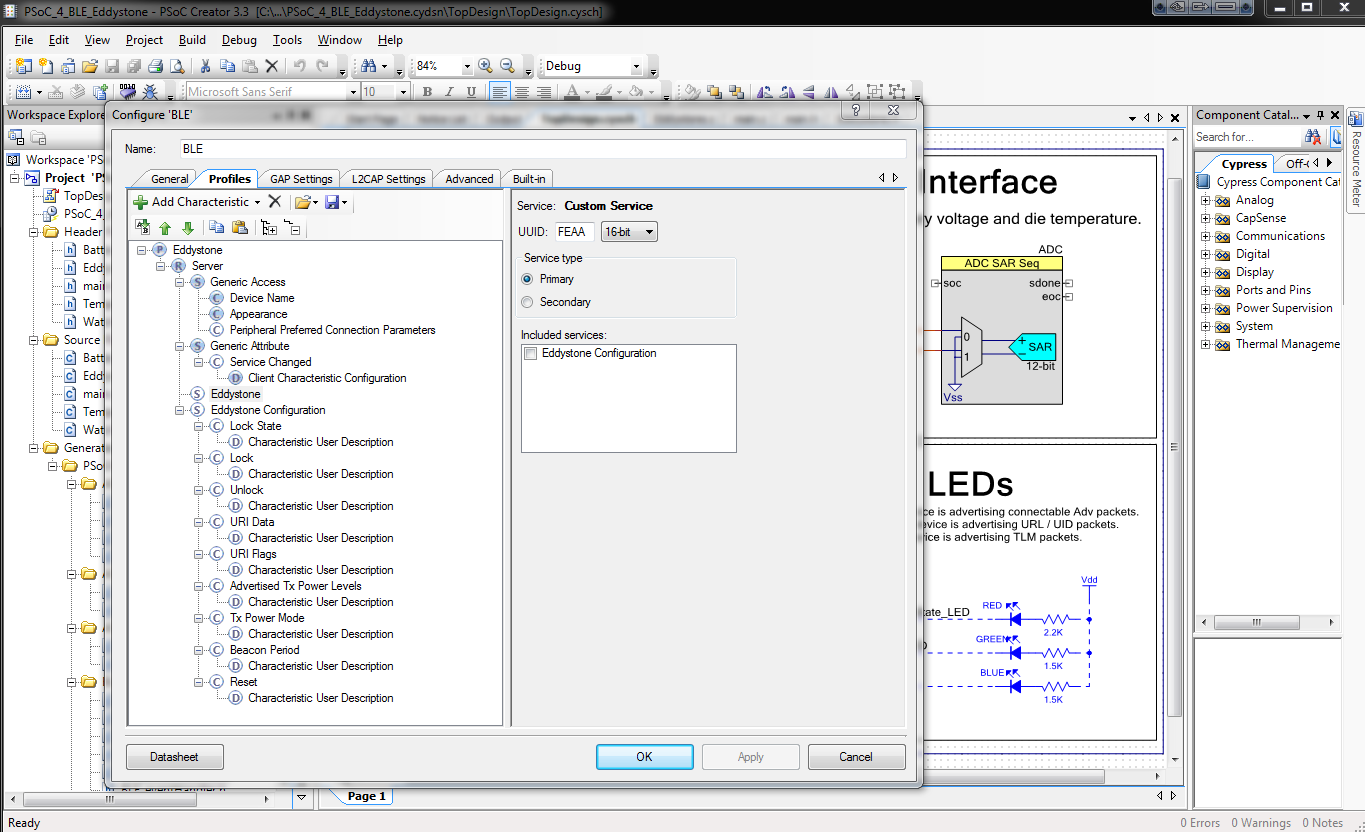 PSoC_4_BLE_Eddystone - PSoC Creator 3.3 [C:\...\PSoC_4_BLE_Eddystone.cydsn\TopDesign\TopDesign.cysch]
File Edit View Project Build Debug Tools Window Help
84% Debug
Microsoft Sans Serif 10
Workspace Explore
Workspace 'PS
Project 'PS
TopDes
PSoC_4_
Header
Batt
Edd
mai
Tem
Wat
Source
Batt
Edd
mai
Tem
Wat
Generat
PSo
Configure 'BLE'
Name: BLE
General Profiles GAP Settings L2CAP Settings Advanced Built-in
Add Characteristic
Eddystone
Server
Generic Access
Device Name
Appearance
Peripheral Preferred Connection Parameters
Generic Attribute
Service Changed
Client Characteristic Configuration
Eddystone
Eddystone Configuration
Lock State
Characteristic User Description
Lock
Characteristic User Description
Unlock
Characteristic User Description
URI Data
Characteristic User Description
URI Flags
Characteristic User Description
Advertised Tx Power Levels
Characteristic User Description
Tx Power Mode
Characteristic User Description
Beacon Period
Characteristic User Description
Reset
Characteristic User Description
Service: Custom Service
UUID: FEAA 16-bit
Service type
Primary
Secondary
Included services:
Eddystone Configuration
Datasheet OK Apply Cancel
Interface
y voltage and die temperature.
ADC
ADC SAR Seq
soc sdone
eoc
0
1
SAR
12-bit
Vss
LEDs
ce is advertising connectable Adv packets.
evice is advertising URL / UID packets.
vice is advertising TLM packets.
Vdd
tate_LED RED
2.2K
GREEN
1.5K
BLUE
1.5K
Page 1
Component Catal...
Search for...
Cypress Off-
Cypress Component Cat
Analog
CapSense
Communications
Digital
Display
Ports and Pins
Power Supervision
System
Thermal Manageme
Resource Meter
Ready 0 Errors 0 Warnings 0 Notes